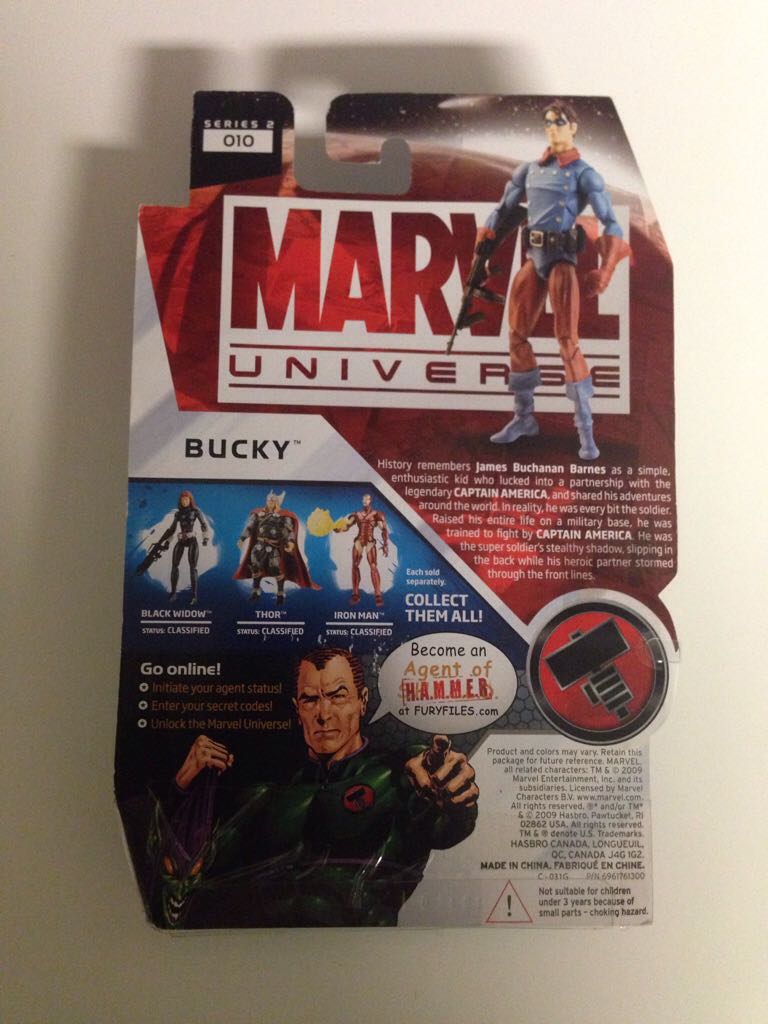 SERIES 2
010
MARVEL
UNIVERSE
BUCKY™
History remembers James Buchanan Barnes as a simple,
enthusiastic kid who lucked into a partnership with the
legendary CAPTAIN AMERICA, and shared his adventures
around the world. In reality, he was every bit the soldier.
Raised his entire life on a military base, he was
trained to fight by CAPTAIN AMERICA. He was
the super soldier's stealthy shadow, slipping in
the back while his heroic partner stormed
through the front lines.
BLACK WIDOW™
STATUS: CLASSIFIED
THOR™
STATUS: CLASSIFIED
IRON MAN™
STATUS: CLASSIFIED
Each sold
separately.
COLLECT
THEM ALL!
Go online!
Initiate your agent status!
Enter your secret codes!
Unlock the Marvel Universe!
Become an
Agent of
H.A.M.M.E.R.
at FURYFILES.com
Product and colors may vary. Retain this
package for future reference. MARVEL,
all related characters: TM & © 2009
Marvel Entertainment, Inc. and its
subsidiaries. Licensed by Marvel
Characters B.V. www.marvel.com.
All rights reserved. ®* and/or TM*
& © 2009 Hasbro, Pawtucket, RI
02862 USA. All rights reserved.
TM & ® denote U.S. Trademarks.
HASBRO CANADA, LONGUEUIL,
QC, CANADA J4G 1G2.
MADE IN CHINA. FABRIQUÉ EN CHINE.
C-031G P/N 6961761300
Not suitable for children
under 3 years because of
small parts – choking hazard.